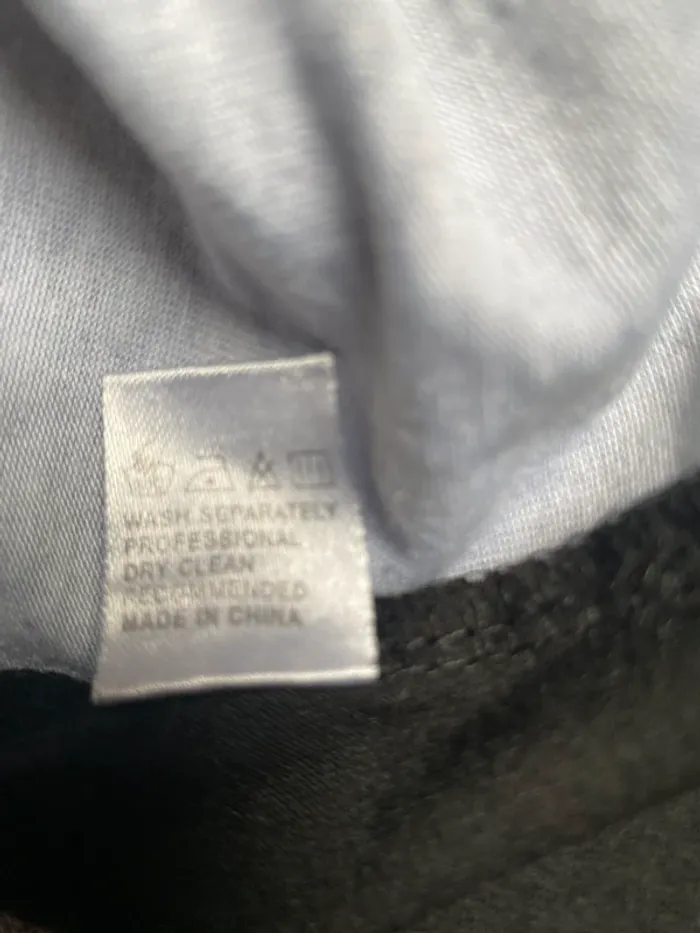 WASH SEPARATELY
PROFESSIONAL
DRY CLEAN
RECOMMENDED
MADE IN CHINA